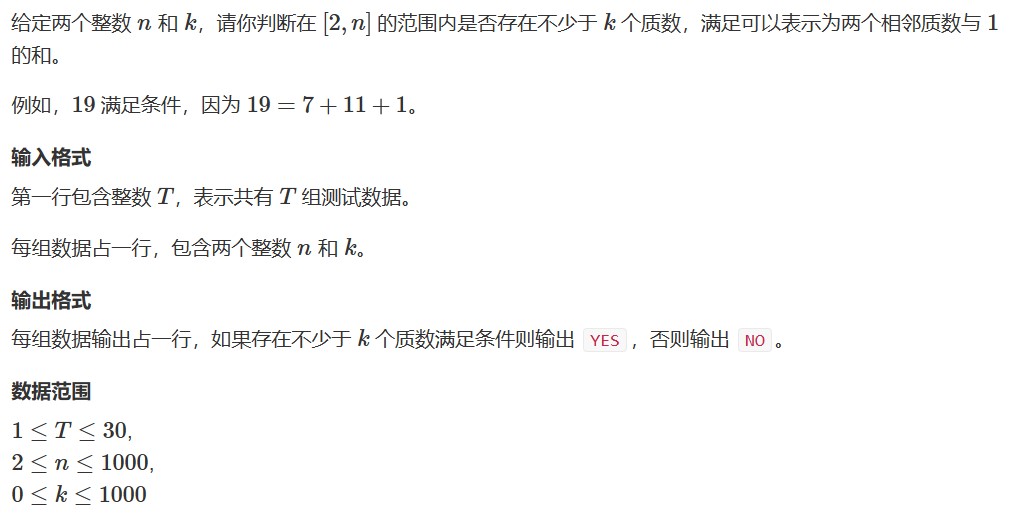 给定两个整数 n 和 k，请你判断在 [2, n] 的范围内是否存在不少于 k 个质数，满足可以表示为两个相邻质数与 1
的和。
例如，19 满足条件，因为 19 = 7 + 11 + 1。
输入格式
第一行包含整数 T，表示共有 T 组测试数据。
每组数据占一行，包含两个整数 n 和 k。
输出格式
每组数据输出占一行，如果存在不少于 k 个质数满足条件则输出 YES ，否则输出 NO 。
数据范围
1 ≤ T ≤ 30,
2 ≤ n ≤ 1000,
0 ≤ k ≤ 1000